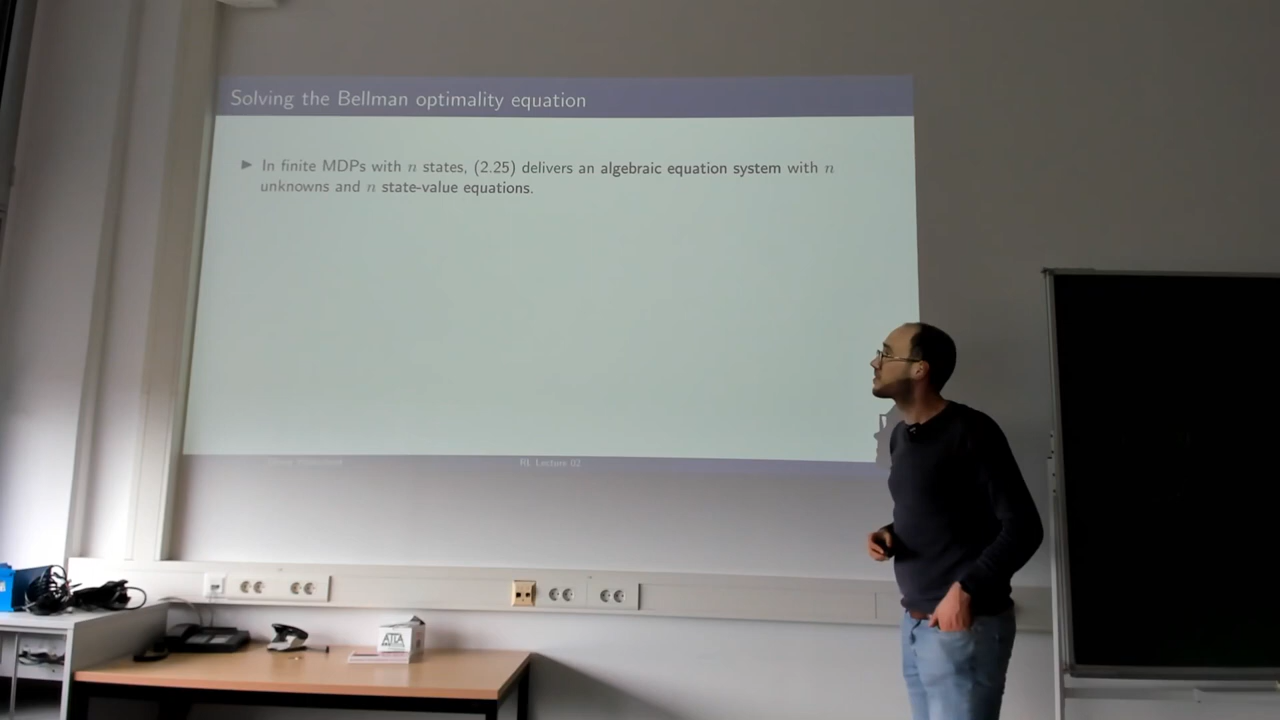 Solving the Bellman optimality equation
► In finite MDPs with n states, (2.25) delivers an algebraic equation system with n
unknowns and n state-value equations.
RL Lecture 02
ATLA